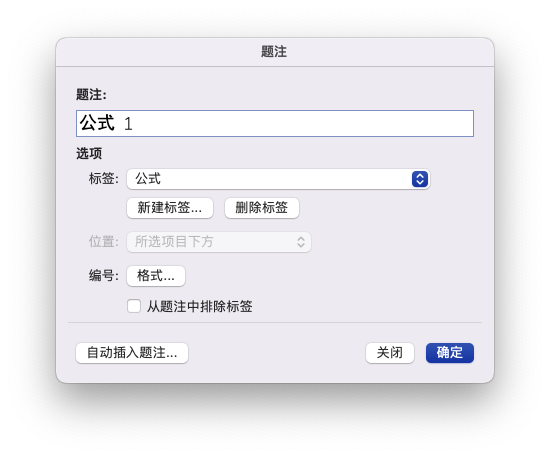 题注
题注:
公式 1
选项
标签: 公式
新建标签... 删除标签
位置: 所选项目下方
编号: 格式...
从题注中排除标签
自动插入题注... 关闭 确定